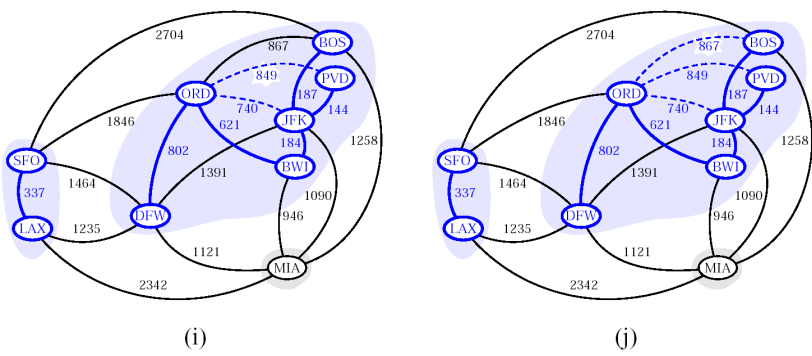 2704
867
BOS
849
PVD
ORD
187
740
144
JFK
1846
621
184
1258
SFO
802
1391
BWI
1464
337
1090
DFW
946
LAX
1235
1121
MIA
2342
(i)
2704
867
BOS
849
PVD
ORD
187
740
144
JFK
1846
621
184
1258
SFO
802
1391
BWI
1464
337
1090
DFW
946
LAX
1235
1121
MIA
2342
(j)